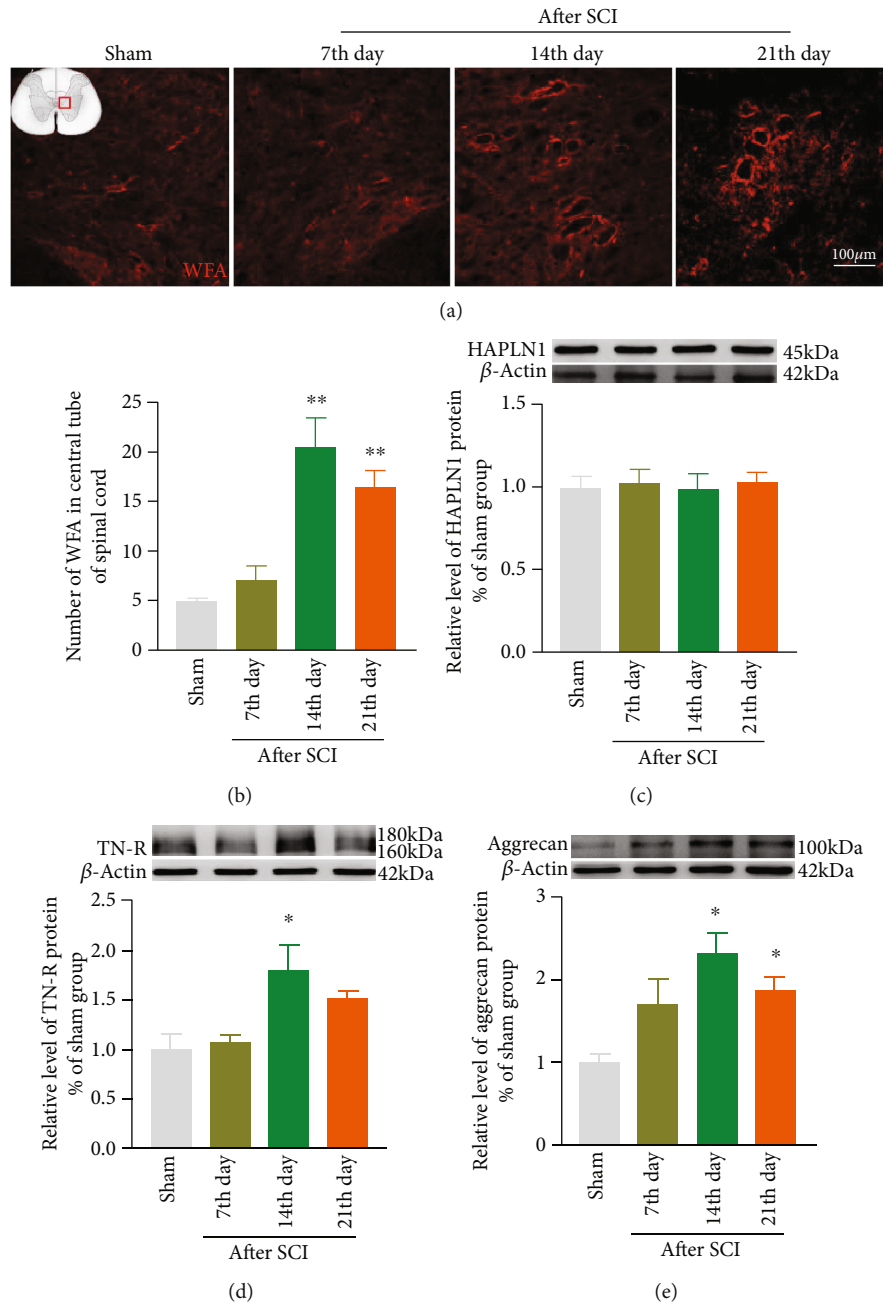 After SCI
Sham
7th day
14th day
21th day
WFA
100μm
(a)
Number of WFA in central tube
of spinal cord
25
20
15
10
5
0
**
**
Sham
7th day
14th day
21th day
After SCI
(b)
HAPLN1
45kDa
β-Actin
42kDa
Relative level of HAPLN1 protein
% of sham group
1.5
1.0
0.5
0.0
Sham
7th day
14th day
21th day
After SCI
(c)
TN-R
180kDa
160kDa
β-Actin
42kDa
Relative level of TN-R protein
% of sham group
2.5
2.0
1.5
1.0
0.5
0.0
*
Sham
7th day
14th day
21th day
After SCI
(d)
Aggrecan
100kDa
β-Actin
42kDa
Relative level of aggrecan protein
% of sham group
3
2
1
0
*
*
Sham
7th day
14th day
21th day
After SCI
(e)